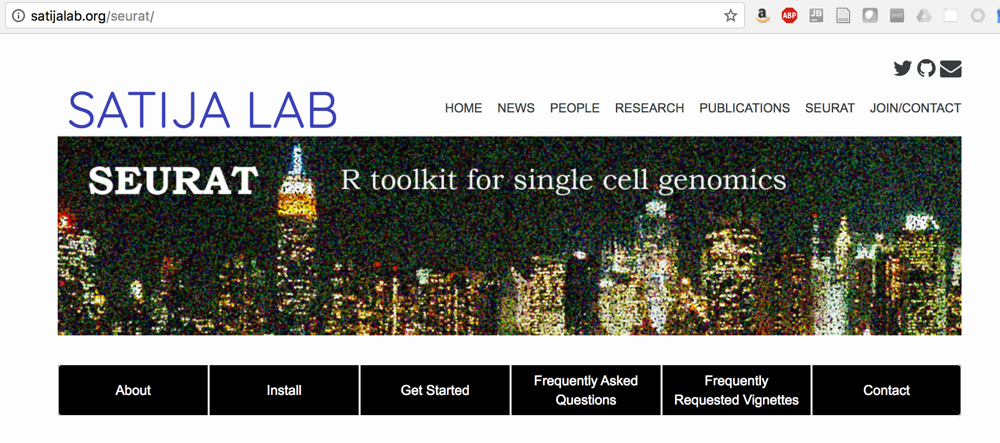 satijalab.org/seurat/
a
ABP
JB
(md)
SATIJA LAB
HOME NEWS PEOPLE RESEARCH PUBLICATIONS SEURAT JOIN/CONTACT
SEURAT R toolkit for single cell genomics
About
Install
Get Started
Frequently Asked
Questions
Frequently
Requested Vignettes
Contact